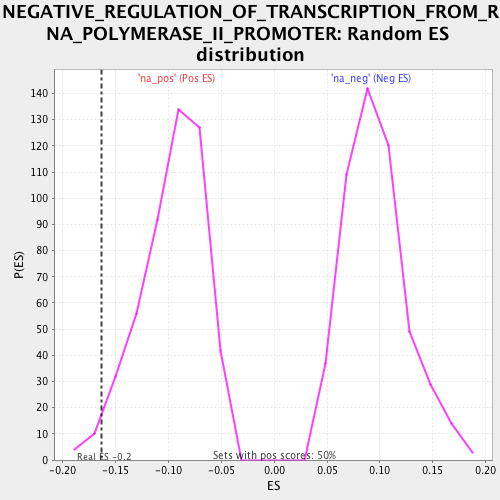 NEGATIVE_REGULATION_OF_TRANSCRIPTION_FROM_R
NA_POLYMERASE_II_PROMOTER: Random ES
distribution
'na_pos' (Pos ES)
'na_neg' (Neg ES)
140
130
120
110
100
90
80
70
60
50
40
30
20
10
0
P(ES)
Real ES -0.2
Sets with pos scores: 50%
-0.20
-0.15
-0.10
-0.05
0.00
0.05
0.10
0.15
0.20
ES